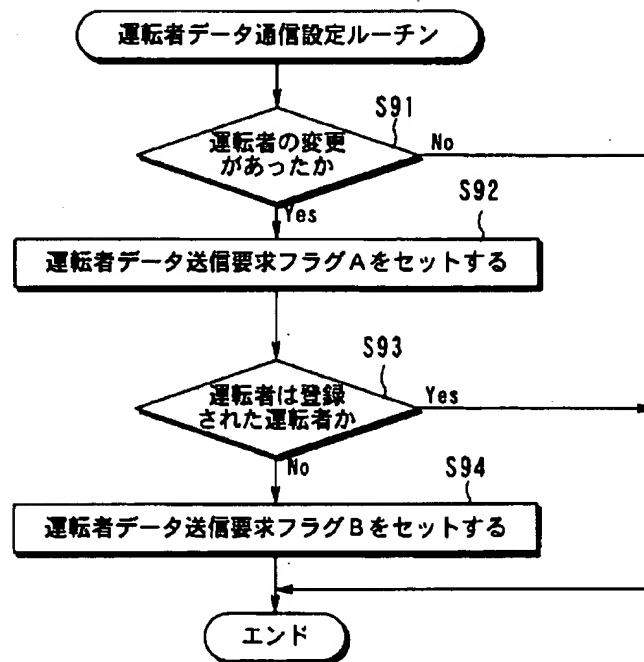 運転者データ通信設定ルーチン
S91
運転者の変更
があったか
No
Yes
S92
運転者データ送信要求フラグAをセットする
S93
運転者は登録
された運転者か
Yes
No
S94
運転者データ送信要求フラグBをセットする
エンド